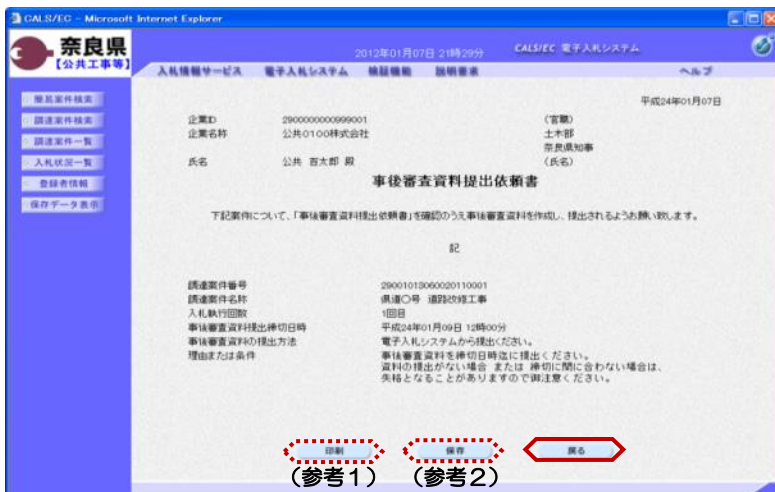 CALS/EC - Microsoft Internet Explorer
奈良県
【公共工事等】
2012年01月07日 21時29分
CALS/EC 電子入札システム
入札情報サービス 電子入札システム 検証機能 説明要求 ヘルプ
簡易案件検索
調達案件検索
調達案件一覧
入札状況一覧
登録者情報
保存データ表示
平成24年01月07日
企業ID 2900000000999001 (官職)
企業名称 公共0100株式会社 土木部
奈良県知事
氏名 公共 百太郎 殿 (氏名)
事後審査資料提出依頼書
下記案件について、「事後審査資料提出依頼書」を確認のうえ事後審査資料を作成し、提出されるようお願い致します。
記
調達案件番号 29001013060020110001
調達案件名称 県道〇号 道路改修工事
入札執行回数 1回目
事後審査資料提出締切日時 平成24年01月09日 12時00分
事後審査資料の提出方法 電子入札システムから提出ください。
理由または条件 事後審査資料を締切日時迄に提出ください。
資料の提出がない場合 または 締切に間に合わない場合は、
失格となることがありますので御注意ください。
印刷 保存 戻る
(参考１) (参考２)